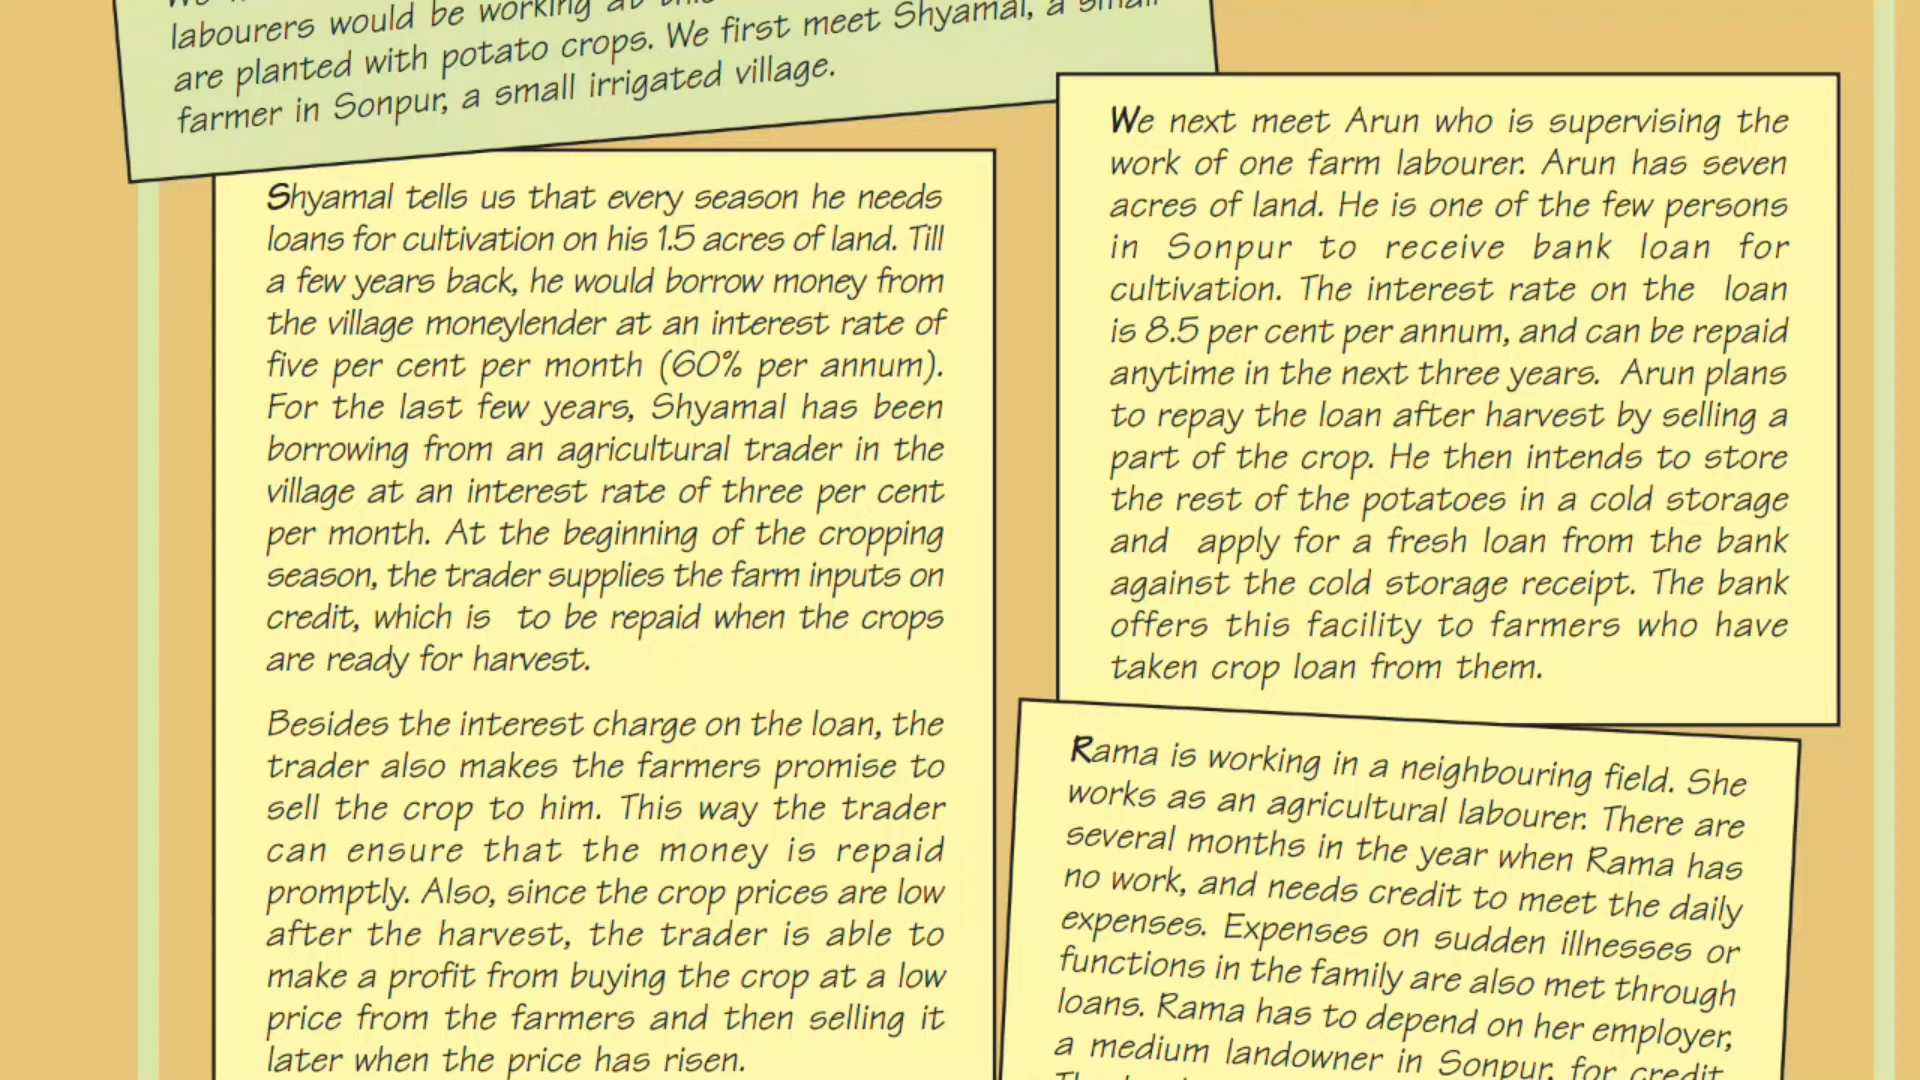 labourers would be working at
are planted with potato crops. We first meet Shyamal, a small
farmer in Sonpur, a small irrigated village.
Shyamal tells us that every season he needs
loans for cultivation on his 1.5 acres of land. Till
a few years back, he would borrow money from
the village moneylender at an interest rate of
five per cent per month (60% per annum).
For the last few years, Shyamal has been
borrowing from an agricultural trader in the
village at an interest rate of three per cent
per month. At the beginning of the cropping
season, the trader supplies the farm inputs on
credit, which is to be repaid when the crops
are ready for harvest.
Besides the interest charge on the loan, the
trader also makes the farmers promise to
sell the crop to him. This way the trader
can ensure that the money is repaid
promptly. Also, since the crop prices are low
after the harvest, the trader is able to
make a profit from buying the crop at a low
price from the farmers and then selling it
later when the price has risen.
We next meet Arun who is supervising the
work of one farm labourer. Arun has seven
acres of land. He is one of the few persons
in Sonpur to receive bank loan for
cultivation. The interest rate on the loan
is 8.5 per cent per annum, and can be repaid
anytime in the next three years. Arun plans
to repay the loan after harvest by selling a
part of the crop. He then intends to store
the rest of the potatoes in a cold storage
and apply for a fresh loan from the bank
against the cold storage receipt. The bank
offers this facility to farmers who have
taken crop loan from them.
Rama is working in a neighbouring field. She
works as an agricultural labourer. There are
several months in the year when Rama has
no work, and needs credit to meet the daily
expenses. Expenses on sudden illnesses or
functions in the family are also met through
loans. Rama has to depend on her employer,
a medium landowner in Sonpur, for credit.